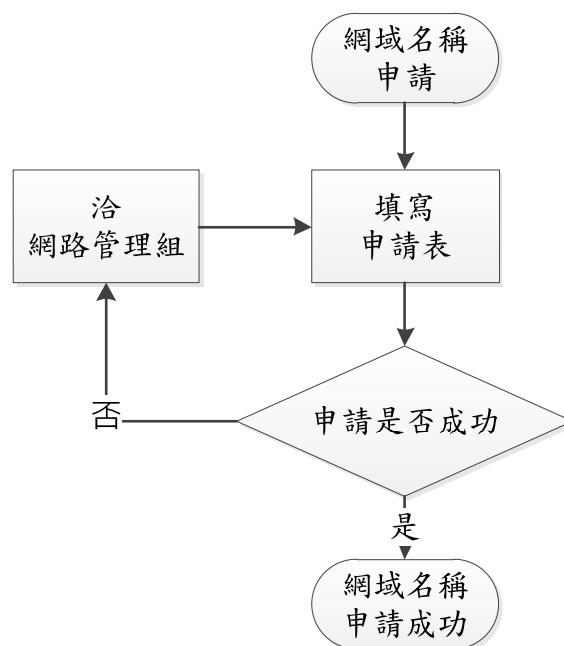 網域名稱
申請
洽
網路管理組
填寫
申請表
申請是否成功
否
是
網域名稱
申請成功